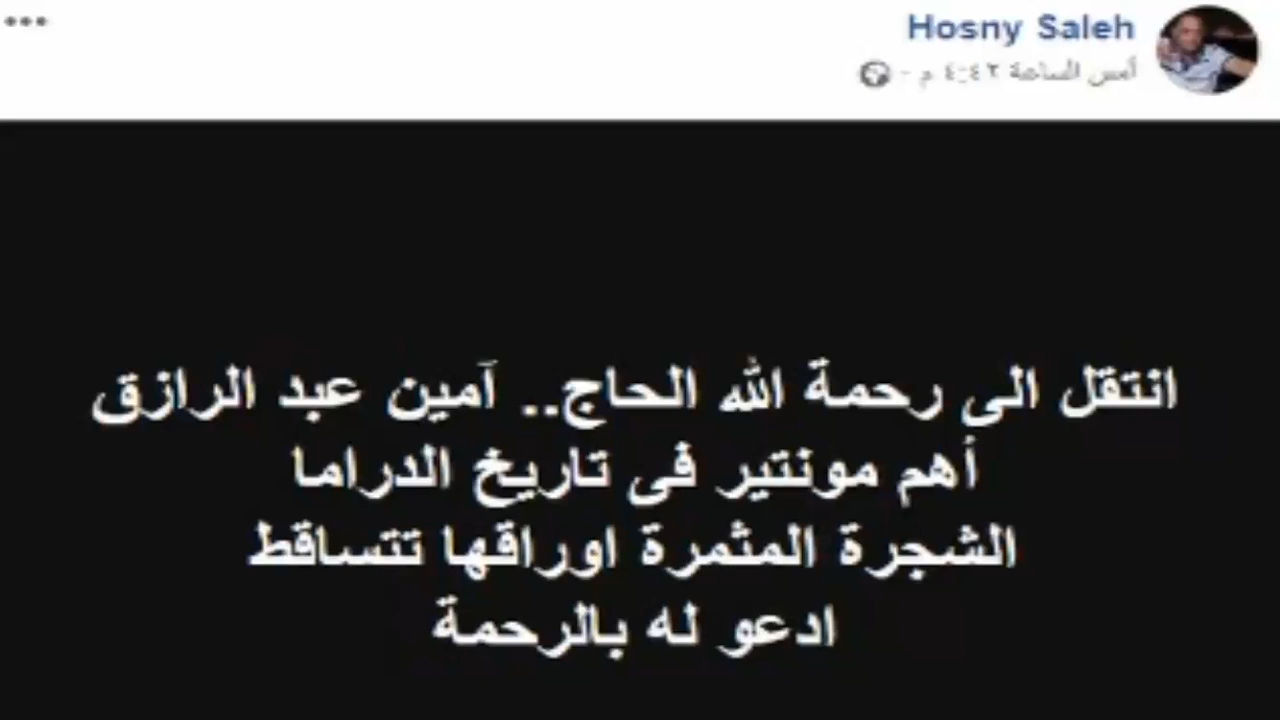 Hosny Saleh
أمس الساعة ٤:٤٢ م
انتقل الى رحمة الله الحاج.. آمين عبد الرازق
أهم مونتير فى تاريخ الدراما
الشجرة المثمرة اوراقها تتساقط
ادعو له بالرحمة